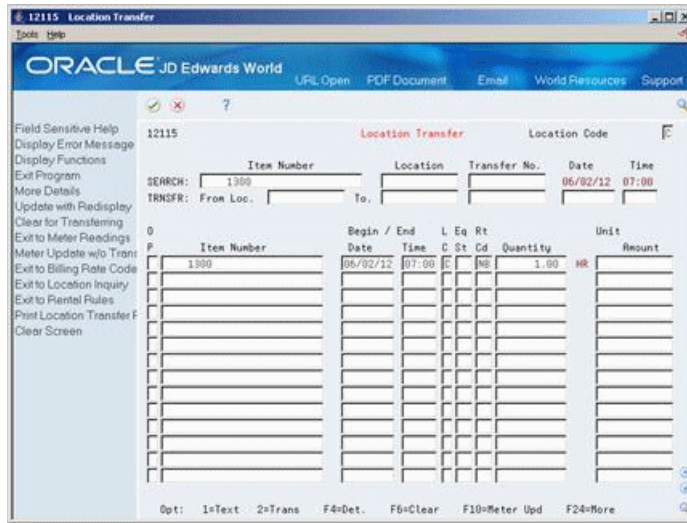 12115 Location Transfer
Tools Help
ORACLE JD Edwards World
URL Open PDF Document Email World Resources Support
?
Field Sensitive Help
Display Error Message
Display Functions
Exit Program
More Details
Update with Redisplay
Clear for Transferring
Exit to Meter Readings
Meter Update w/o Trans
Exit to Billing Rate Code
Exit to Location Inquiry
Exit to Rental Rules
Print Location Transfer F
Clear Screen
12115 Location Transfer Location Code C
Item Number Location Transfer No. Date Time
SEARCH: 1300 06/02/12 07:00
TRNSFR: From Loc. To.
O Begin / End L Eq Rt Unit
P Item Number Date Time C St Cd Quantity Amount
1300 06/02/12 07:00 C NB 1.00 HR
Opt: 1=Text 2=Trans F4=Det. F6=Clear F10=Meter Upd F24=More